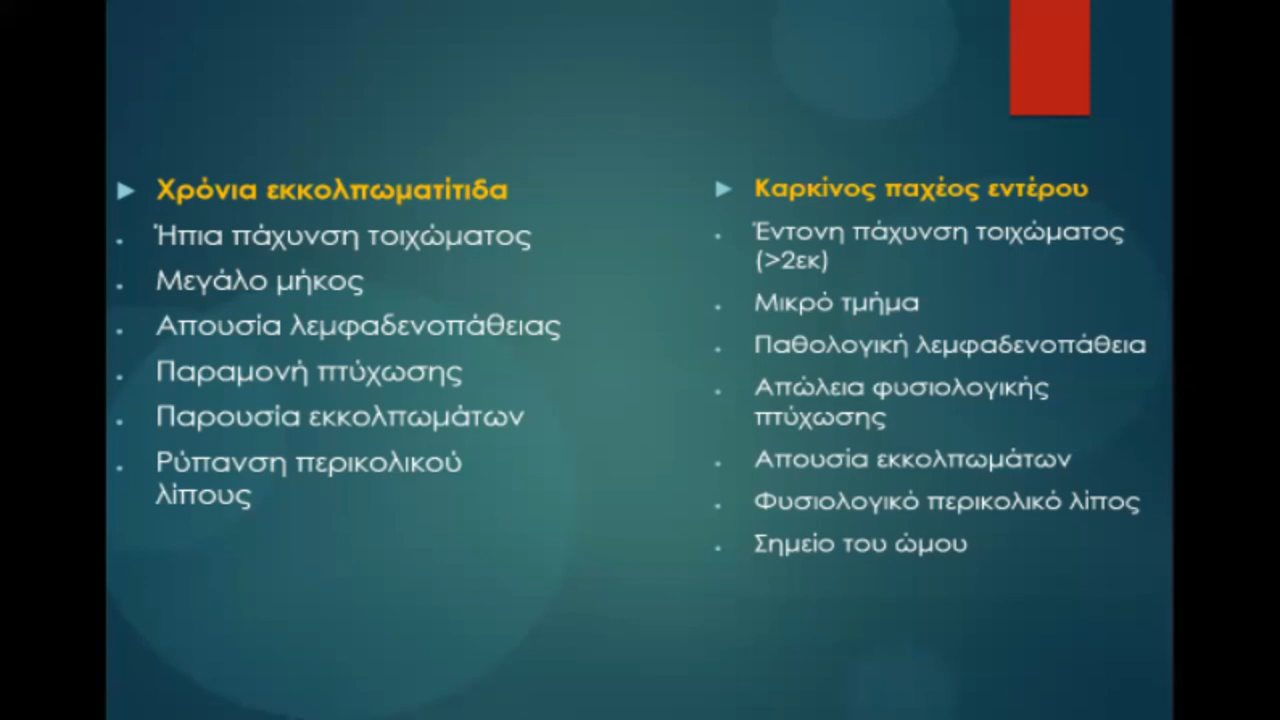 Χρόνια εκκολπωματίτιδα
Ήπια πάχυνση τοιχώματος
Μεγάλο μήκος
Απουσία λεμφαδενοπάθειας
Παραμονή πτύχωσης
Παρουσία εκκολπωμάτων
Ρύπανση περικολικού
λίπους
Καρκίνος παχέος εντέρου
Έντονη πάχυνση τοιχώματος
(>2εκ)
Μικρό τμήμα
Παθολογική λεμφαδενοπάθεια
Απώλεια φυσιολογικής
πτύχωσης
Απουσία εκκολπωμάτων
Φυσιολογικό περικολικό λίπος
Σημείο του ώμου